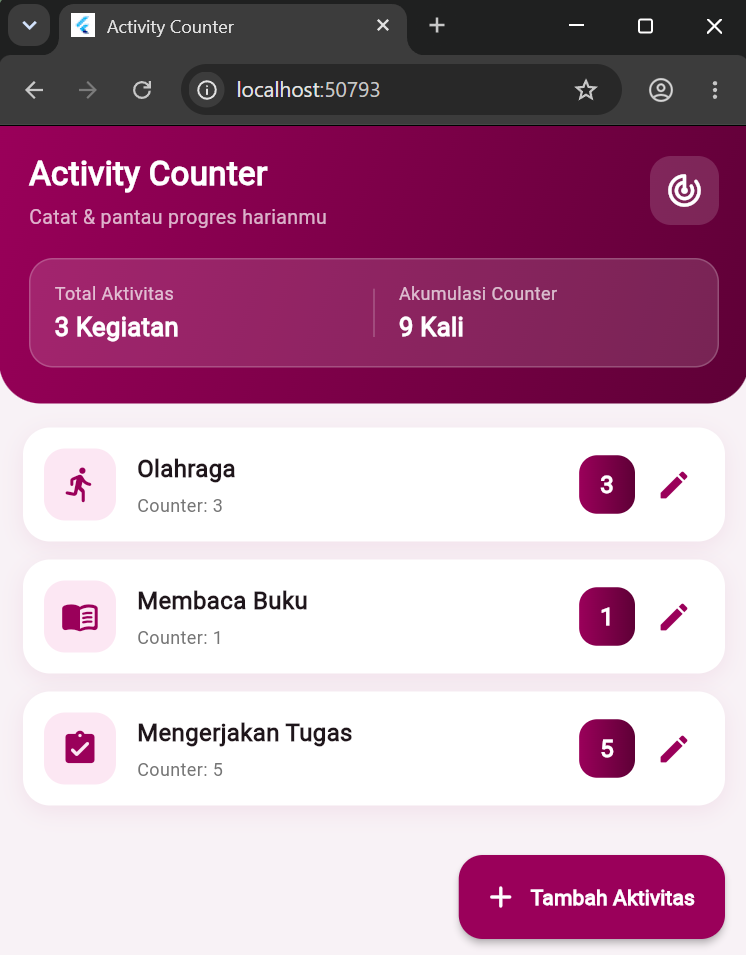 Activity Counter
localhost:50793
Activity Counter
Catat & pantau progres harianmu
Total Aktivitas
3 Kegiatan
Akumulasi Counter
9 Kali
Olahraga
Counter: 3
3
Membaca Buku
Counter: 1
1
Mengerjakan Tugas
Counter: 5
5
Tambah Aktivitas